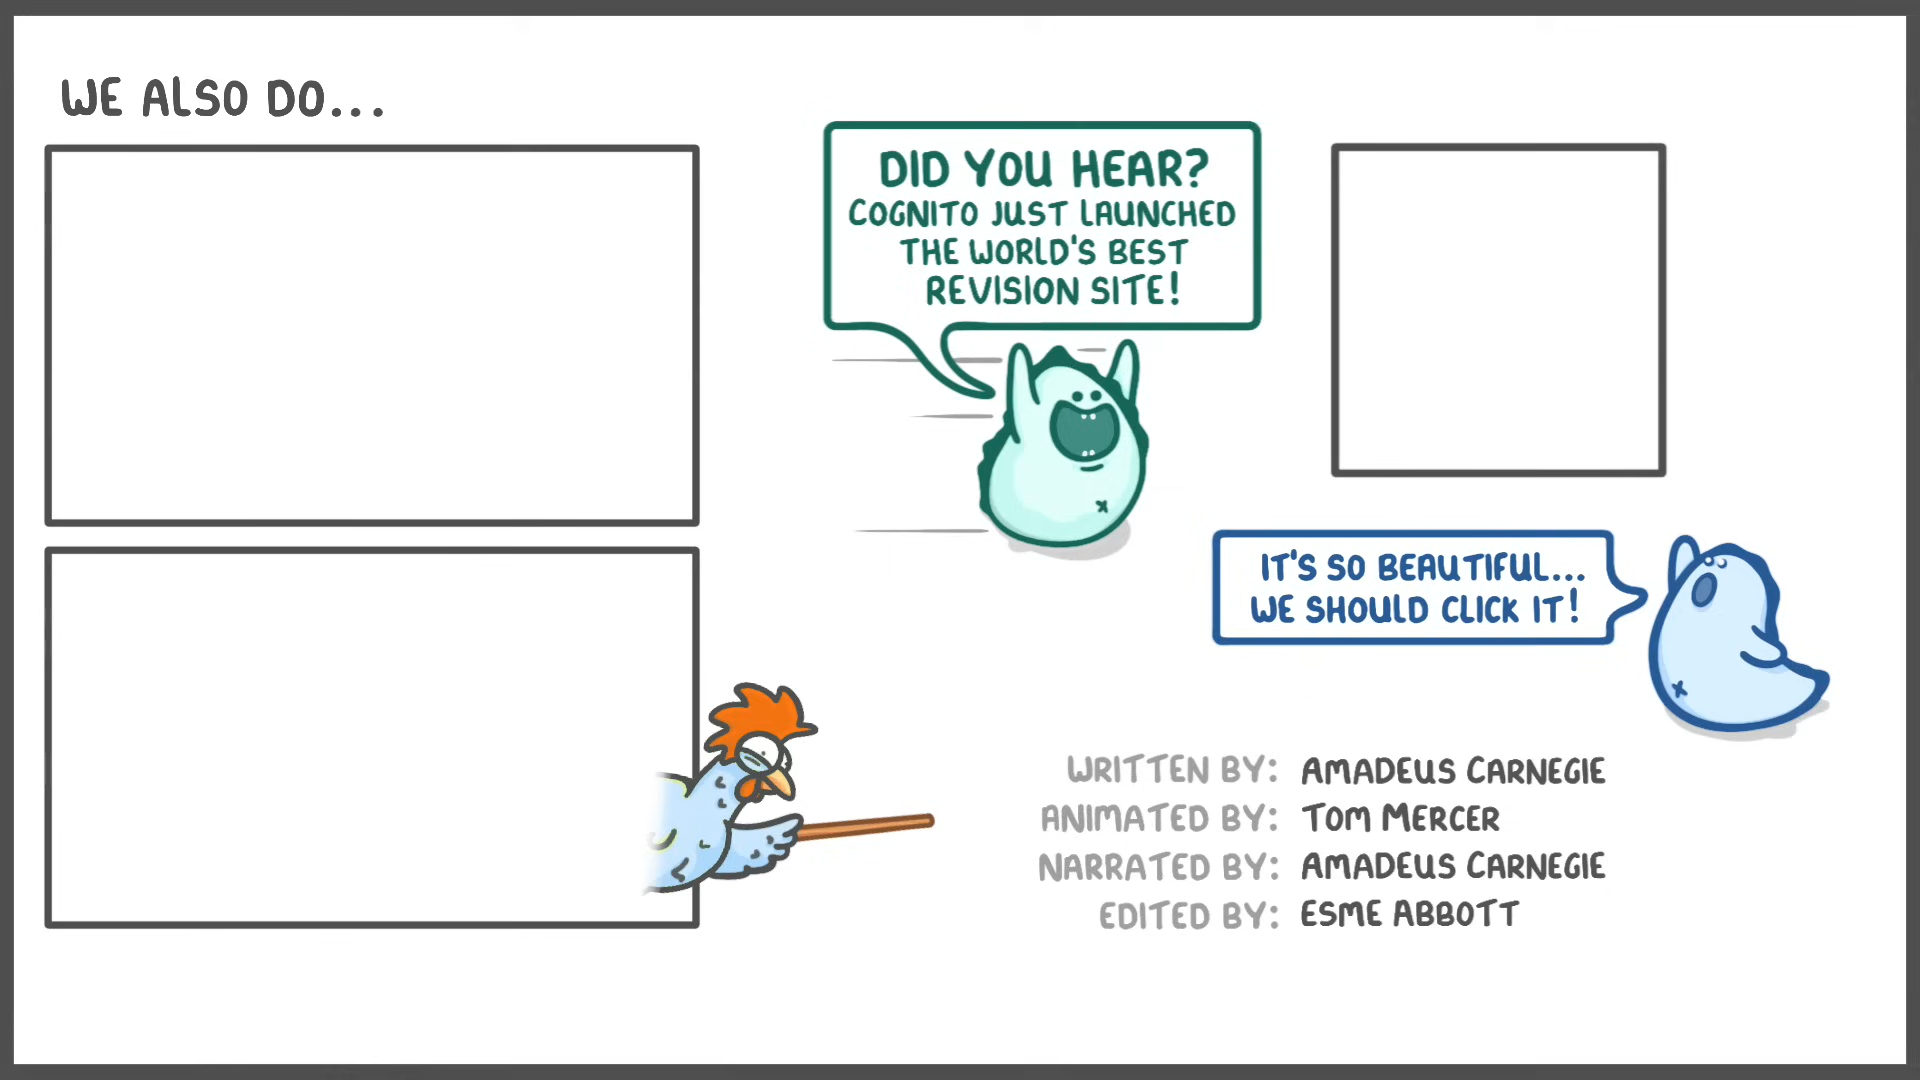 WE ALSO DO...
DID YOU HEAR?
COGNITO JUST LAUNCHED
THE WORLD'S BEST
REVISION SITE!
IT'S SO BEAUTIFUL...
WE SHOULD CLICK IT!
WRITTEN BY: AMADEUS CARNEGIE
ANIMATED BY: TOM MERCER
NARRATED BY: AMADEUS CARNEGIE
EDITED BY: ESME ABBOTT